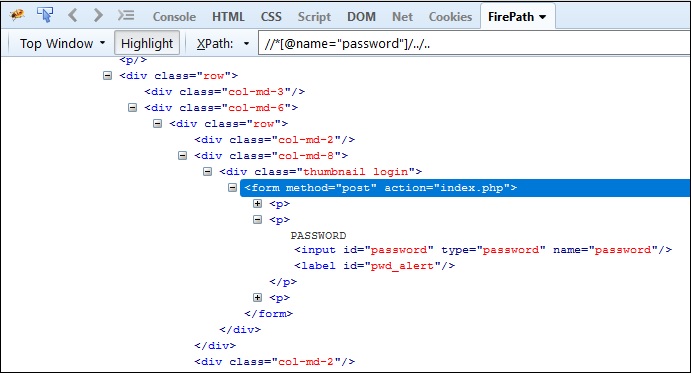 Console HTML CSS Script DOM Net Cookies FirePath
Top Window Highlight XPath: //*[@name="password"]/../..
<p/>
<div class="row">
<div class="col-md-3"/>
<div class="col-md-6">
<div class="row">
<div class="col-md-2"/>
<div class="col-md-8">
<div class="thumbnail login">
<form method="post" action="index.php">
<p>
<p>
PASSWORD
<input id="password" type="password" name="password"/>
<label id="pwd_alert"/>
</p>
<p>
</form>
</div>
</div>
<div class="col-md-2"/>